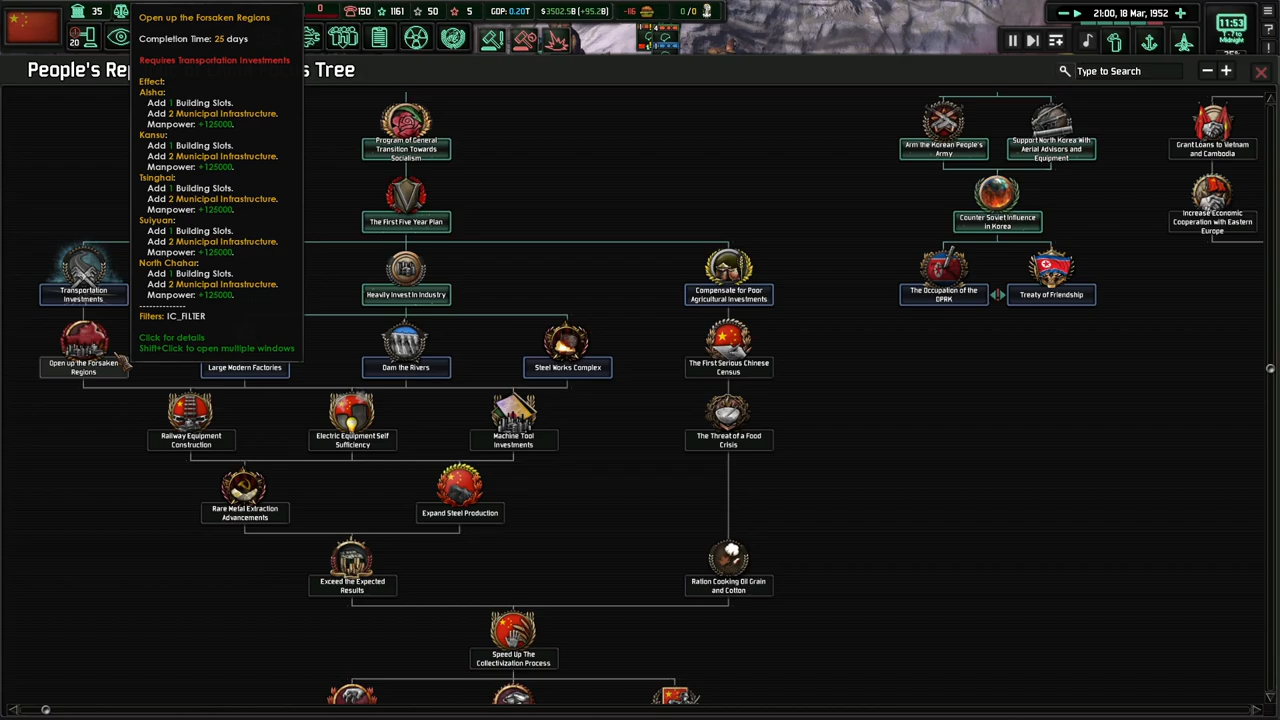 Open up the Forsaken Regions
Completion Time: 25 days
Requires Transportation Investments
Effect:
Alsha:
Add 1 Building Slots.
Add 2 Municipal Infrastructure.
Manpower: +125000.
Kansu:
Add 1 Building Slots.
Add 2 Municipal Infrastructure.
Manpower: +125000.
Tsinghai:
Add 1 Building Slots.
Add 2 Municipal Infrastructure.
Manpower: +125000.
Suiyuan:
Add 1 Building Slots.
Add 2 Municipal Infrastructure.
Manpower: +125000.
North Chahar:
Add 1 Building Slots.
Add 2 Municipal Infrastructure.
Manpower: +125000.
--------------
Filters: IC_FILTER
Click for details
Shift+Click to open multiple windows
35
0
150
1161
50
5
GDP: 0.20T
$3502.5B (+95.2B)
-16
0/0
21:00, 18 Mar, 1952
11:53
20
People's Re
s Tree
Type to Search
Program of General
Transition Towards
Socialism
Arm the Korean People's
Army
Support North Korea With
Aerial Advisors and
Equipment
Grant Loans to Vietnam
and Cambodia
The First Five Year Plan
Counter Soviet Influence
in Korea
Increase Economic
Cooperation with Eastern
Europe
Transportation
Investments
Heavily Invest In Industry
Compensate for Poor
Agricultural Investments
The Occupation of the
DPRK
Treaty of Friendship
Open up the Forsaken
Regions
Large Modern Factories
Dam the Rivers
Steel Works Complex
The First Serious Chinese
Census
Railway Equipment
Construction
Electric Equipment Self
Sufficiency
Machine Tool
Investments
The Threat of a Food
Crisis
Rare Metal Extraction
Advancements
Expand Steel Production
Exceed the Expected
Results
Ration Cooking Oil Grain
and Cotton
Speed Up The
Collectivization Process